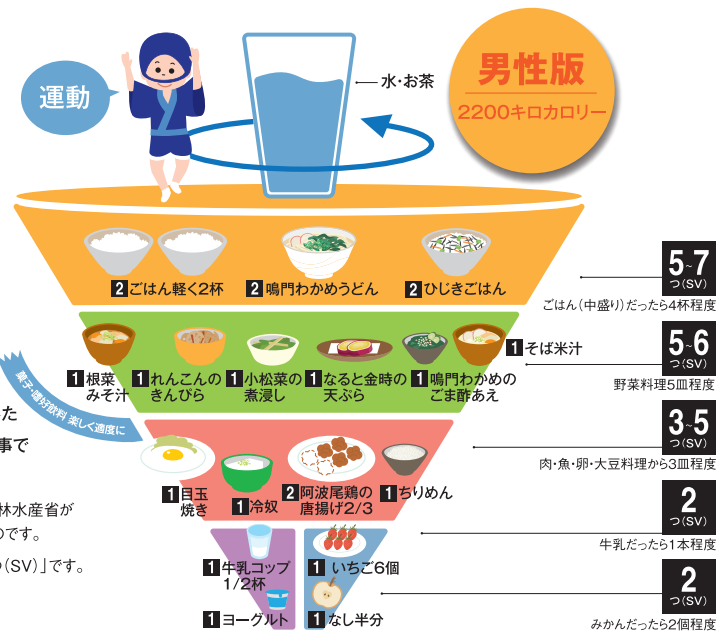 運動
水・お茶
男性版
2200キロカロリー
2 ごはん軽く2杯
2 鳴門わかめうどん
2 ひじきごはん
5~7
つ(SV)
ごはん(中盛り)だったら4杯程度
1 根菜
みそ汁
1 れんこんの
きんぴら
1 小松菜の
煮浸し
1 なると金時の
天ぷら
1 鳴門わかめの
ごま酢あえ
1 そば米汁
5~6
つ(SV)
野菜料理5皿程度
菓子・嗜好飲料 楽しく適度に
た
事で
林水産省が
のです。
つ(SV)」です。
1 目玉
焼き
1 冷奴
2 阿波尾鶏の
唐揚げ2/3
1 ちりめん
3~5
つ(SV)
肉・魚・卵・大豆料理から3皿程度
1 牛乳コップ
1/2杯
1 ヨーグルト
2
つ(SV)
牛乳だったら1本程度
1 いちご6個
1 なし半分
2
つ(SV)
みかんだったら2個程度